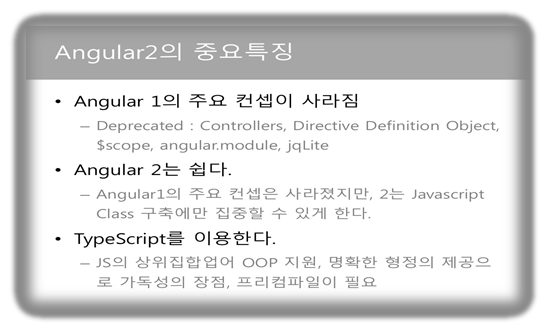 Angular2의 중요특징
• Angular 1의 주요 컨셉이 사라짐
– Deprecated : Controllers, Directive Definition Object,
$scope, angular.module, jqLite
• Angular 2는 쉽다.
– Angular1의 주요 컨셉은 사라졌지만, 2는 Javascript
Class 구축에만 집중할 수 있게 한다.
• TypeScript를 이용한다.
– JS의 상위집합업어 OOP 지원, 명확한 형정의 제공으
로 가독성의 장점, 프리컴파일이 필요